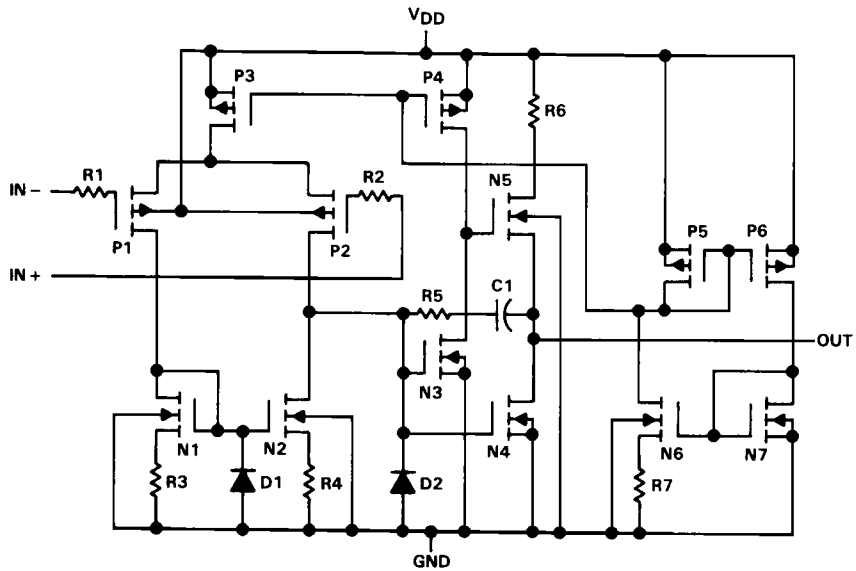 VDD
P3
P4
R6
R1
R2
N5
IN –
P1
P2
P5
P6
IN +
R5
C1
OUT
N3
N1
N2
N4
N6
N7
R3
D1
R4
D2
R7
GND